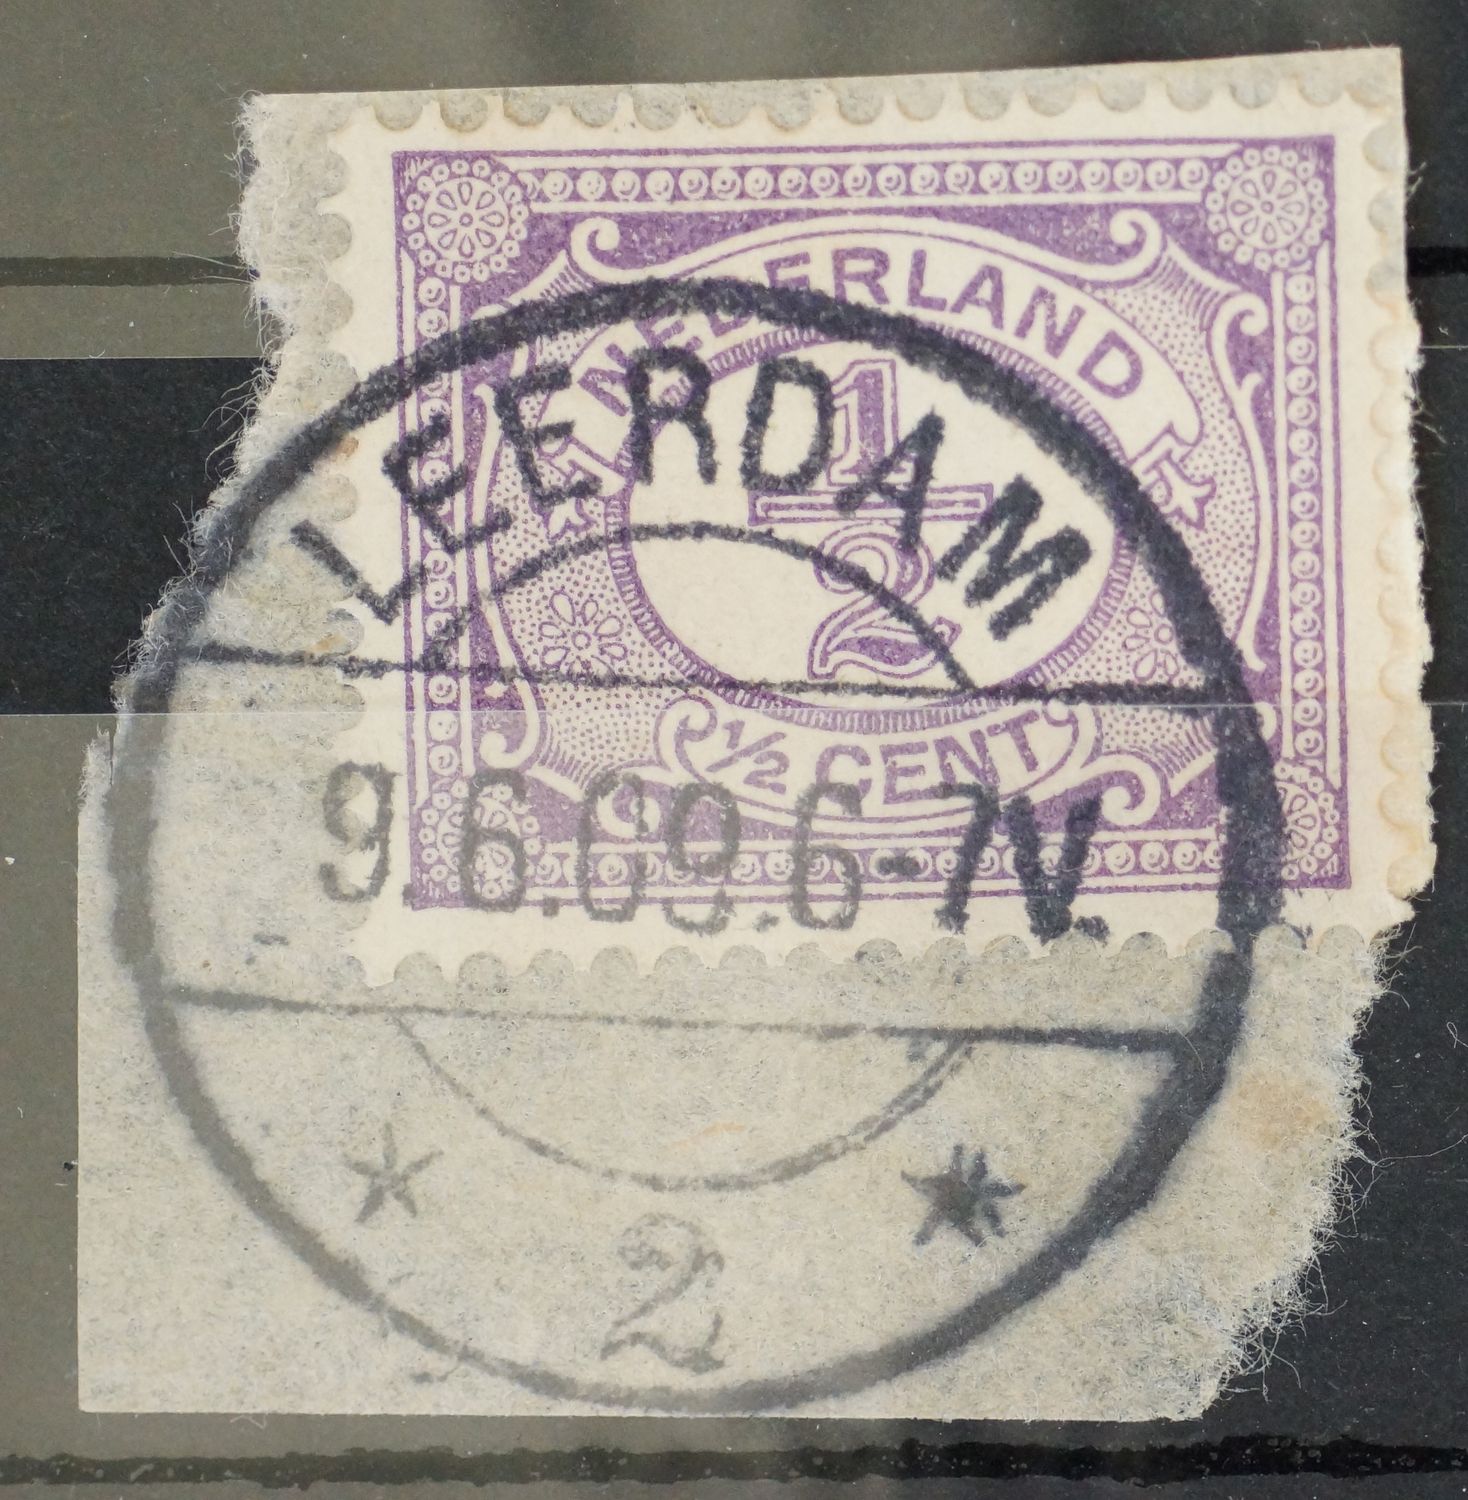 NEDERLAND
1/2
½ CENT
LEERDAM
9.6.09.6-7N.
2